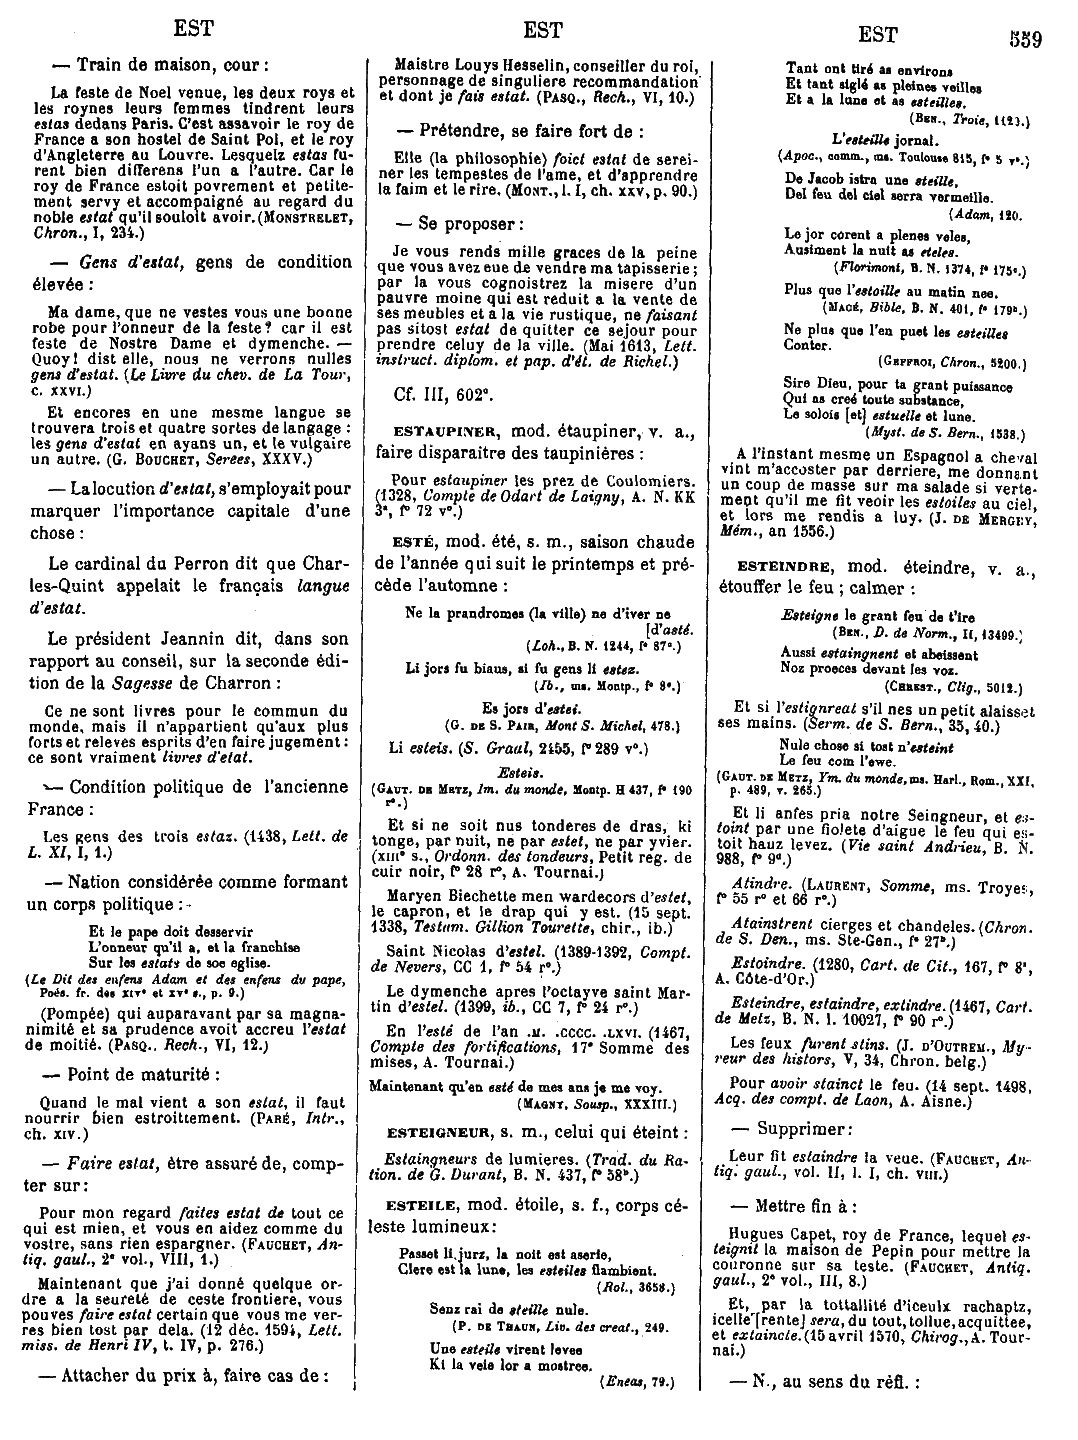 EST
EST
EST
559
— Train de maison, cour :
La feste de Noel venue, les deux roys et
les roynes leurs femmes tindrent leurs
estas dedans Paris. C'est assavoir le roy de
France a son hostel de Saint Pol, et le roy
d'Angleterre au Louvre. Lesquelz estas fu-
rent bien differens l'un a l'autre. Car le
roy de France estoit povrement et petite-
ment servy et accompaigné au regard du
noble estat qu'il souloit avoir. (MONSTRELET,
Chron., I, 234.)
— Gens d'estat, gens de condition
élevée :
Ma dame, que ne vestes vous une bonne
robe pour l'onneur de la feste? car il est
feste de Nostre Dame et dymenche. —
Quoy! dist elle, nous ne verrons nulles
gens d'estat. (Le Livre du chev. de La Tour,
c. XXVI.)
Et encores en une mesme langue se
trouvera trois et quatre sortes de langage :
les gens d'estat en ayans un, et le vulgaire
un autre. (G. BOUCHET, Serees, XXXV.)
— La locution d'estat, s'employait pour
marquer l'importance capitale d'une
chose :
Le cardinal du Perron dit que Char-
les-Quint appelait le français langue
d'estat.
Le président Jeannin dit, dans son
rapport au conseil, sur la seconde édi-
tion de la Sagesse de Charron :
Ce ne sont livres pour le commun du
monde, mais il n'appartient qu'aux plus
forts et relevés esprits d'en faire jugement :
ce sont vraiment livres d'etat.
— Condition politique de l'ancienne
France :
Les gens des trois estaz. (1438, Lett. de
L. XI, I, 1.)
— Nation considérée comme formant
un corps politique :
Et le pape doit desservir
L'onneur qu'il a, et la franchise
Sur les estats de soe eglise.
(Le Dit des enfens Adam et des enfens du pape,
Poés. fr. des XIVe et XVe s., p. 9.)
(Pompée) qui auparavant par sa magna-
nimité et sa prudence avoit accreu l'estat
de moitié. (PASQ., Rech., VI, 12.)
— Point de maturité :
Quand le mal vient a son estat, il faut
nourrir bien estroittement. (PARÉ, Intr.,
ch. XIV.)
— Faire estat, être assuré de, comp-
ter sur :
Pour mon regard faites estat de tout ce
qui est mien, et vous en aidez comme du
vostre, sans rien espargner. (FAUCHET, An-
tiq. gaul., 2e vol., VIII, 1.)
Maintenant que j'ai donné quelque or-
dre a la seureté de ceste frontiere, vous
pouves faire estat certain que vous me ver-
res bien tost par dela. (12 déc. 1594, Lett.
miss. de Henri IV, t. IV, p. 276.)
— Attacher du prix à, faire cas de :
Maistre Louys Hesselin, conseiller du roi,
personnage de singuliere recommandation
et dont je fais estat. (PASQ., Rech., VI, 10.)
— Prétendre, se faire fort de :
Elle (la philosophie) foict estat de serei-
ner les tempestes de l'ame, et d'apprendre
la faim et le rire. (MONT., l. I, ch. XXV, p. 90.)
— Se proposer :
Je vous rends mille graces de la peine
que vous avez eue de vendre ma tapisserie ;
par la vous cognoistrez la misere d'un
pauvre moine qui est reduit a la vente de
ses meubles et a la vie rustique, ne faisant
pas sitost estat de quitter ce sejour pour
prendre celuy de la ville. (Mai 1613, Lett.
instruct. diplom. et pap. d'ét. de Richel.)
Cf. III, 602c.
ESTAUPINER, mod. étaupiner, v. a.,
faire disparaître des taupinières :
Pour estaupiner les prez de Coulomiers.
(1328, Compte de Odart de Laigny, A. N. KK
3a, f° 72 v°.)
ESTÉ, mod. été, s. m., saison chaude
de l'année qui suit le printemps et pré-
cède l'automne :
Ne la prandromes (la ville) ne d'iver ne
[d'asté.
(Loh., B. N. 1244, f° 87c.)
Li jors fu biaus, si fu gens li estez.
(Ib., ms. Montp., f° 8c.)
Es jors d'estei.
(G. DE S. PAIR, Mont S. Michel, 478.)
Li esteis. (S. Graal, 2455, f° 289 v°.)
Esteis.
(GAUT. DE METZ, Im. du monde, Montp. H 437, f° 190
r°.)
Et si ne soit nus tonderes de dras, ki
tonge, par nuit, ne par estet, ne par yvier.
(XIIIe s., Ordonn. des tondeurs, Petit reg. de
cuir noir, f° 28 r°, A. Tournai.)
Maryen Biechette men wardecors d'estet,
le capron, et le drap qui y est. (15 sept.
1338, Testam. Gillion Tourette, chir., ib.)
Saint Nicolas d'estel. (1389-1392, Compt.
de Nevers, CC 1, f° 54 r°.)
Le dymenche apres l'octayve saint Mar-
tin d'estel. (1399, ib., CC 7, f° 24 r°.)
En l'esté de l'an .M. .CCCC. .LXVI. (1467,
Compte des fortifications, 17e Somme des
mises, A. Tournai.)
Maintenant qu'en esté de mes ans je me voy.
(MAGNY, Sousp., XXXIII.)
ESTEIGNEUR, s. m., celui qui éteint :
Estaingneurs de lumieres. (Trad. du Ra-
tion. de G. Durant, B. N. 437, f° 58b.)
ESTEILE, mod. étoile, s. f., corps cé-
leste lumineux :
Passet li jurz, la noit est aserie,
Clere est la lune, les esteiles flambient.
(Rol., 3658.)
Senz rai de steille nule.
(P. DE THAUN, Liv. des creat., 249.
Une esteile virent levee
Ki la veie lor a mostree.
(Eneas, 79.)
Tant ont tiré as environs
Et tant siglé as pleines veilles
Et a la lune et as esteilles.
(BEN., Troie, 1123.)
L'esteille jornal.
(Apoc., comm., ms. Toulouse 815, f° 5 v°.)
De Jacob istra une steille,
Del feu del ciel serra vermeille.
(Adam, 120.
Le jor corent a plenes veles,
Ausiment la nuit as eteles.
(Florimont, B. N. 1374, f° 175c.)
Plus que l'estoille au matin nee.
(MACÉ, Bible, B. N. 401, f° 179b.)
Ne plus que l'en puet les esteilles
Conter.
(GEFFROI, Chron., 5200.)
Sire Dieu, pour ta grant puissance
Qui as creé toute substance,
Le solois [et] estuelle et lune.
(Myst. de S. Bern., 1538.)
A l'instant mesme un Espagnol a cheval
vint m'accoster par derriere, me donnant
un coup de masse sur ma salade si verte-
ment qu'il me fit veoir les estoiles au ciel,
et lors me rendis a luy. (J. DE MERGEY,
Mém., an 1556.)
ESTEINDRE, mod. éteindre, v. a.,
étouffer le feu ; calmer :
Esteigne le grant feu de t'ire
(BEN., D. de Norm., II, 13499.)
Aussi estaingnent et abeissent
Noz proeces devant les voz.
(CHREST., Clig., 5012.)
Et si l'estignreat s'il nes un petit alaisset
ses mains. (Serm. de S. Bern., 35, 40.)
Nule chose si tost n'esteint
Le feu com l'ewe.
(GAUT. DE METZ, Ym. du monde, ms. Harl., Rom., XXI,
p. 489, v. 265.)
Et li anfes pria notre Seingneur, et es-
toint par une fiolete d'aigue le feu qui es-
toit hauz levez. (Vie saint Andrieu, B. N.
988, f° 9d.)
Atindre. (LAURENT, Somme, ms. Troyes,
f° 55 r° et 66 r°.)
Atainstrent cierges et chandeles. (Chron.
de S. Den., ms. Ste-Gen., f° 27b.)
Estoindre. (1280, Cart. de Cit., 167, f° 8a,
A. Côte-d'Or.)
Esteindre, estaindre, extindre. (1467, Cart.
de Metz, B. N. l. 10027, f° 90 r°.)
Les feux furent stins. (J. D'OUTREM., My-
reur des histors, V, 34, Chron. belg.)
Pour avoir stainct le feu. (14 sept. 1498,
Acq. des compt. de Laon, A. Aisne.)
— Supprimer :
Leur fit estaindre la veue. (FAUCHET, An-
tiq. gaul., vol. II, l. I, ch. VIII.)
— Mettre fin à :
Hugues Capet, roy de France, lequel es-
teignit la maison de Pepin pour mettre la
couronne sur sa teste. (FAUCHET, Antiq.
gaul., 2e vol., III, 8.)
Et, par la tottallité d'iceulx rachaptz,
icelle [rente] sera, du tout, tollue, acquittee,
et extaincte. (15 avril 1570, Chirog., A. Tour-
nai.)
— N., au sens du réfl. :